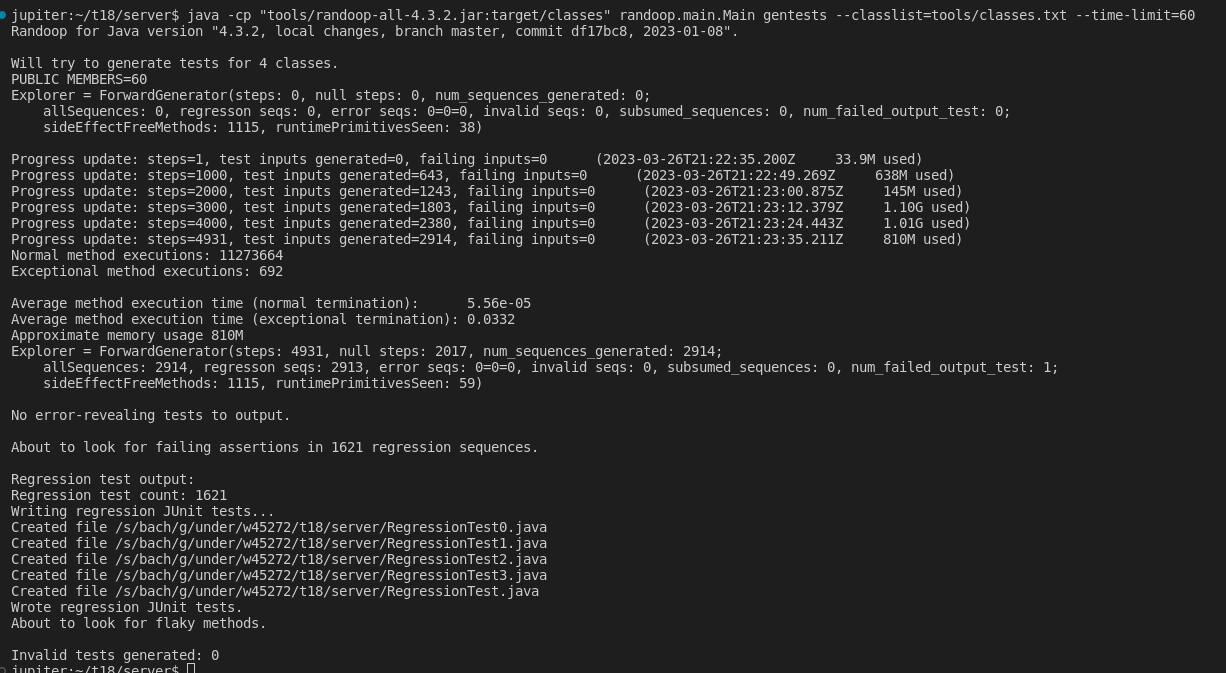 jupiter:~/t18/server$ java -cp "tools/randoop-all-4.3.2.jar:target/classes" randoop.main.Main gentests --classlist=tools/classes.txt --time-limit=60
Randoop for Java version "4.3.2, local changes, branch master, commit df17bc8, 2023-01-08".
Will try to generate tests for 4 classes.
PUBLIC MEMBERS=60
Explorer = ForwardGenerator(steps: 0, null steps: 0, num_sequences_generated: 0;
    allSequences: 0, regresson seqs: 0, error seqs: 0=0=0, invalid seqs: 0, subsumed_sequences: 0, num_failed_output_test: 0;
    sideEffectFreeMethods: 1115, runtimePrimitivesSeen: 38)
Progress update: steps=1, test inputs generated=0, failing inputs=0      (2023-03-26T21:22:35.200Z     33.9M used)
Progress update: steps=1000, test inputs generated=643, failing inputs=0      (2023-03-26T21:22:49.269Z     638M used)
Progress update: steps=2000, test inputs generated=1243, failing inputs=0      (2023-03-26T21:23:00.875Z     145M used)
Progress update: steps=3000, test inputs generated=1803, failing inputs=0      (2023-03-26T21:23:12.379Z     1.10G used)
Progress update: steps=4000, test inputs generated=2380, failing inputs=0      (2023-03-26T21:23:24.443Z     1.01G used)
Progress update: steps=4931, test inputs generated=2914, failing inputs=0      (2023-03-26T21:23:35.211Z     810M used)
Normal method executions: 11273664
Exceptional method executions: 692
Average method execution time (normal termination):      5.56e-05
Average method execution time (exceptional termination): 0.0332
Approximate memory usage 810M
Explorer = ForwardGenerator(steps: 4931, null steps: 2017, num_sequences_generated: 2914;
    allSequences: 2914, regresson seqs: 2913, error seqs: 0=0=0, invalid seqs: 0, subsumed_sequences: 0, num_failed_output_test: 1;
    sideEffectFreeMethods: 1115, runtimePrimitivesSeen: 59)
No error-revealing tests to output.
About to look for failing assertions in 1621 regression sequences.
Regression test output:
Regression test count: 1621
Writing regression JUnit tests...
Created file /s/bach/g/under/w45272/t18/server/RegressionTest0.java
Created file /s/bach/g/under/w45272/t18/server/RegressionTest1.java
Created file /s/bach/g/under/w45272/t18/server/RegressionTest2.java
Created file /s/bach/g/under/w45272/t18/server/RegressionTest3.java
Created file /s/bach/g/under/w45272/t18/server/RegressionTest.java
Wrote regression JUnit tests.
About to look for flaky methods.
Invalid tests generated: 0
jupiter:~/t18/server$